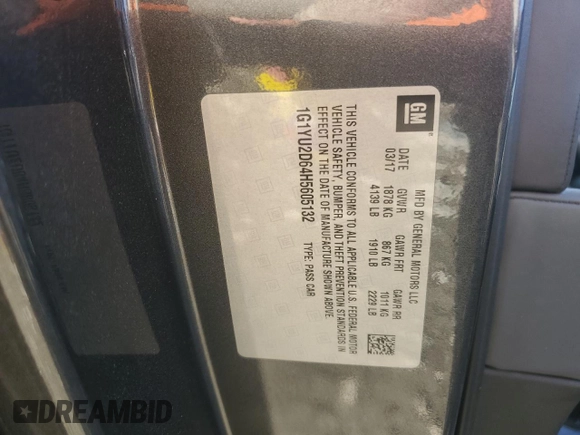 GM
®
MFD BY GENERAL MOTORS LLC
DATE GVWR GAWR FRT GAWR RR
03/17 1878 KG 867 KG 1011 KG
4139 LB 1910 LB 2229 LB
THIS VEHICLE CONFORMS TO ALL APPLICABLE U.S. FEDERAL MOTOR
VEHICLE SAFETY, BUMPER, AND THEFT PREVENTION STANDARDS IN
EFFECT ON THE DATE OF MANUFACTURE SHOWN ABOVE.
1G1YU2D64H5605132 TYPE: PASS CAR
DREAMBID